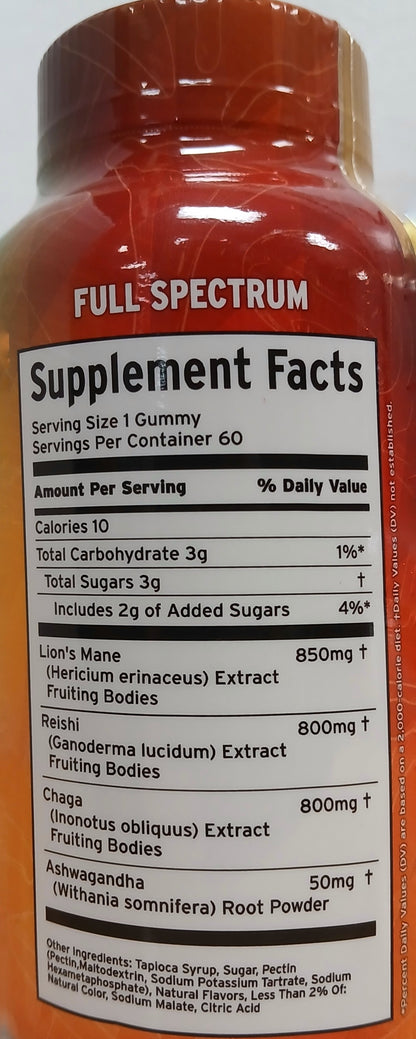 FULL SPECTRUM
Supplement Facts
Serving Size 1 Gummy
Servings Per Container 60
Amount Per Serving % Daily Value
Calories 10
Total Carbohydrate 3g 1%*
Total Sugars 3g †
Includes 2g of Added Sugars 4%*
Lion's Mane 850mg †
(Hericium erinaceus) Extract
Fruiting Bodies
Reishi 800mg †
(Ganoderma lucidum) Extract
Fruiting Bodies
Chaga 800mg †
(Inonotus obliquus) Extract
Fruiting Bodies
Ashwagandha 50mg †
(Withania somnifera) Root Powder
Other Ingredients: Tapioca Syrup, Sugar, Pectin
(Pectin,Maltodextrin, Sodium Potassium Tartrate, Sodium
Hexametaphosphate), Natural Flavors, Less Than 2% Of:
Natural Color, Sodium Malate, Citric Acid
*Percent Daily Values (DV) are based on a 2,000-calorie diet. †Daily Values (DV) not established.